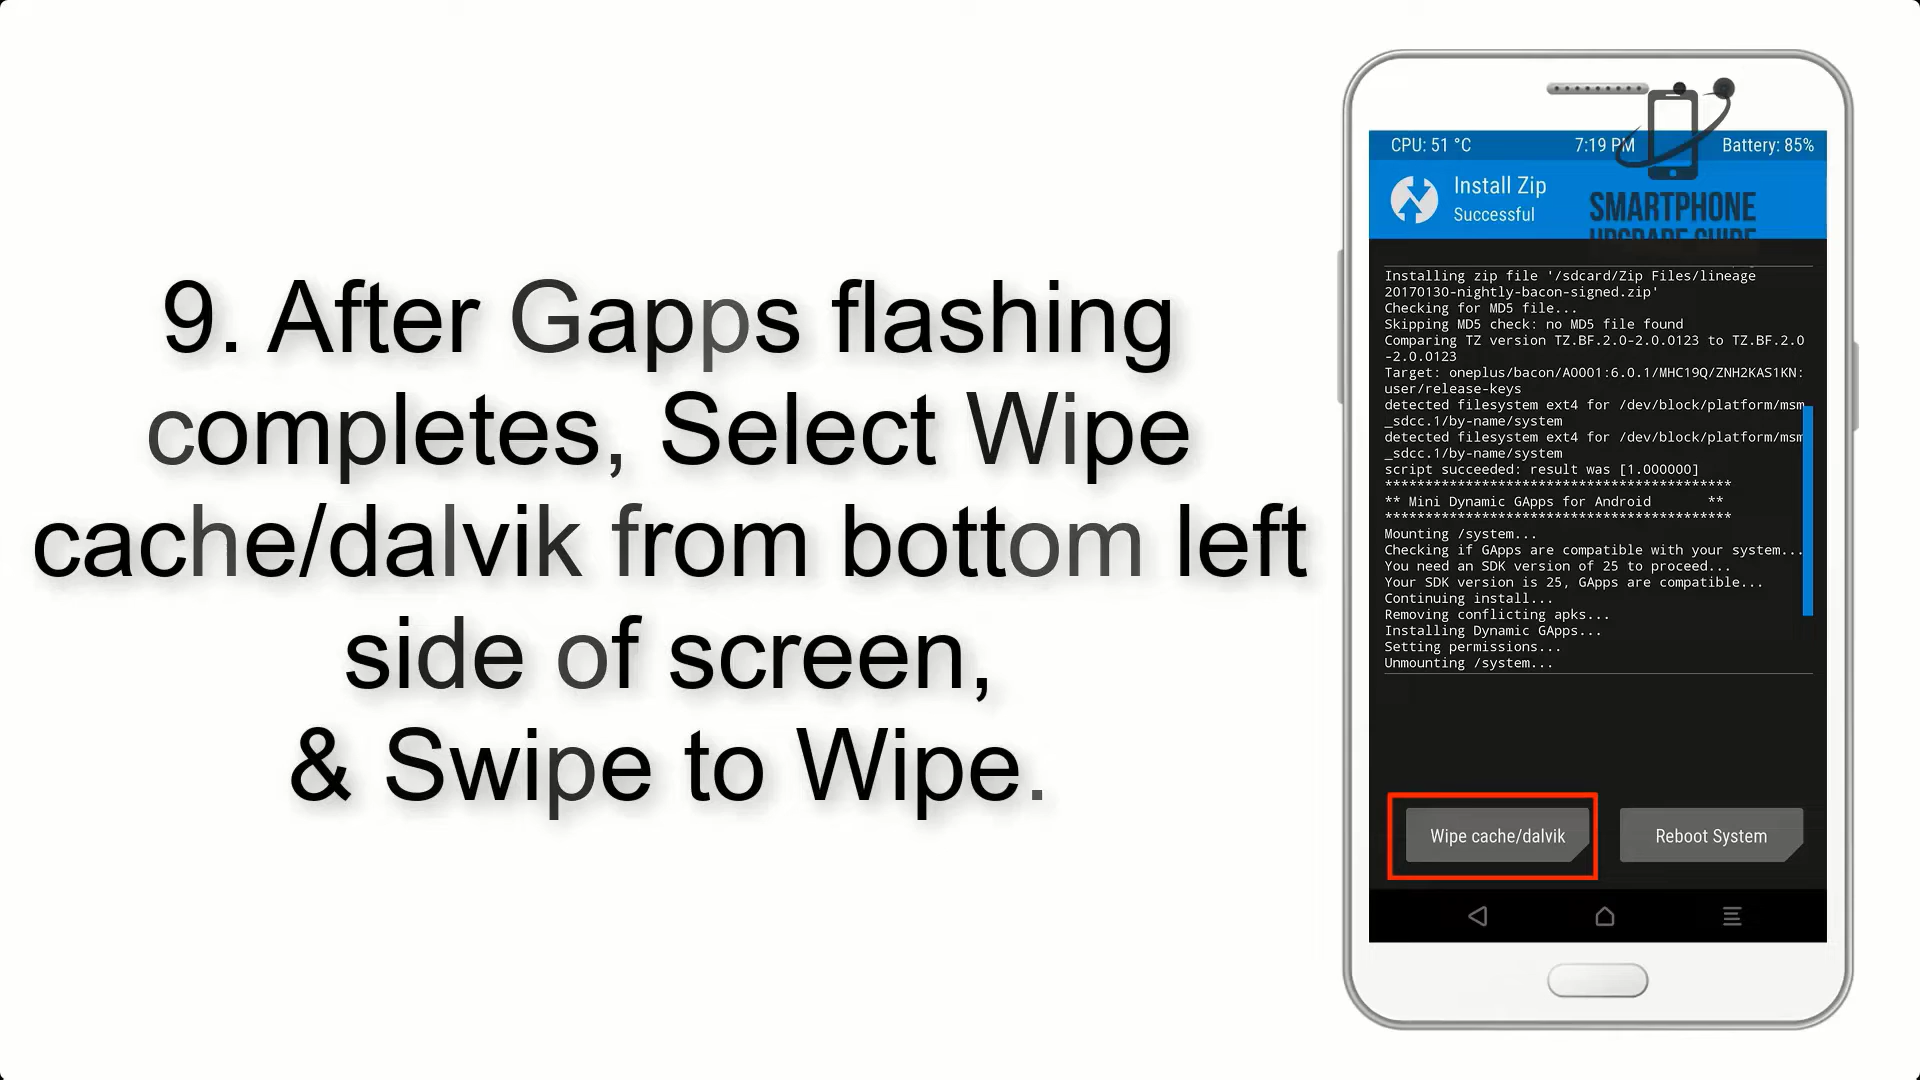 9. After Gapps flashing
completes, Select Wipe
cache/dalvik from bottom left
side of screen,
& Swipe to Wipe.
CPU: 51 °C 7:19 PM Battery: 85%
Install Zip
Successful
SMARTPHONE
UPGRADE GUIDE
Installing zip file '/sdcard/Zip Files/lineage
20170130-nightly-bacon-signed.zip'
Checking for MD5 file...
Skipping MD5 check: no MD5 file found
Comparing TZ version TZ.BF.2.0-2.0.0123 to TZ.BF.2.0
-2.0.0123
Target: oneplus/bacon/A0001:6.0.1/MHC19Q/ZNH2KAS1KN:
user/release-keys
detected filesystem ext4 for /dev/block/platform/msm
_sdcc.1/by-name/system
detected filesystem ext4 for /dev/block/platform/msm
_sdcc.1/by-name/system
script succeeded: result was [1.000000]
*******************************************
** Mini Dynamic GApps for Android **
*******************************************
Mounting /system...
Checking if GApps are compatible with your system...
You need an SDK version of 25 to proceed...
Your SDK version is 25, GApps are compatible...
Continuing install...
Removing conflicting apks...
Installing Dynamic GApps...
Setting permissions...
Unmounting /system...
Wipe cache/dalvik
Reboot System